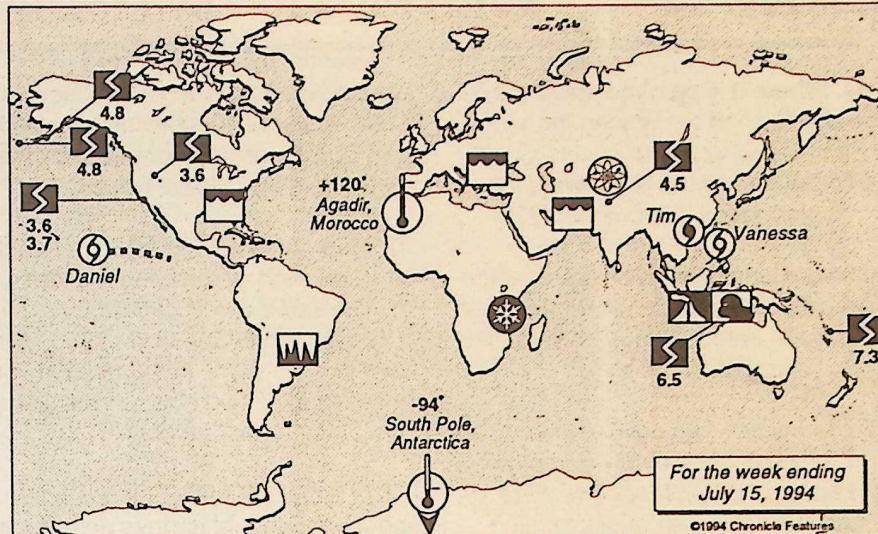 4.8
4.8
3.6
3.6
3.7
Daniel
+120°
Agadir,
Morocco
4.5
Tim
Vanessa
6.5
7.3
-94°
South Pole,
Antarctica
For the week ending
July 15, 1994
©1994 Chronicle Features